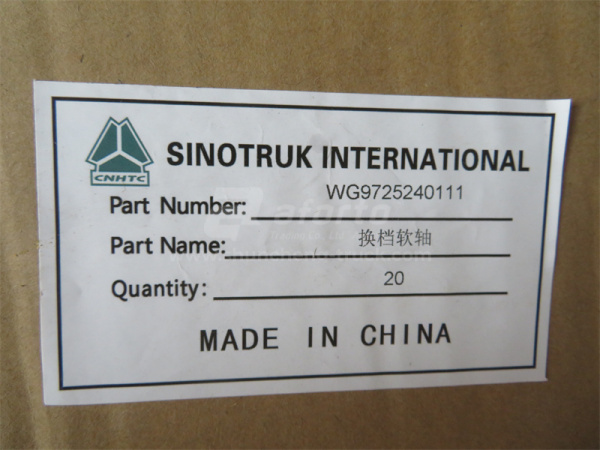 SINOTRUK INTERNATIONAL
CNHTC
Part Number: WG9725240111
Part Name: 换档软轴
Quantity: 20
MADE IN CHINA